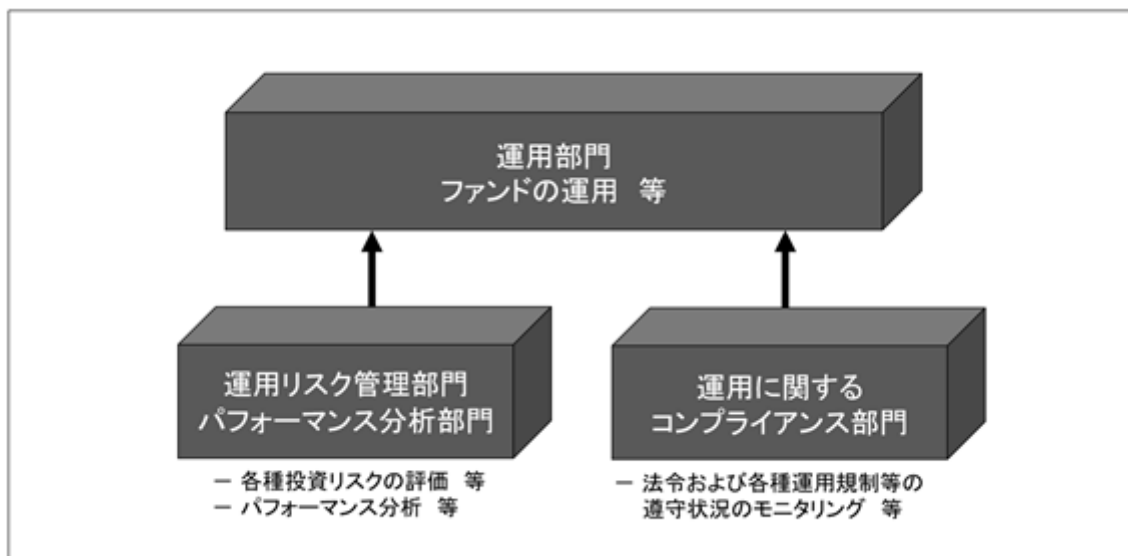 運用部門
ファンドの運用　等
運用リスク管理部門
パフォーマンス分析部門
－ 各種投資リスクの評価　等
－ パフォーマンス分析　等
運用に関する
コンプライアンス部門
－ 法令および各種運用規制等の
遵守状況のモニタリング　等